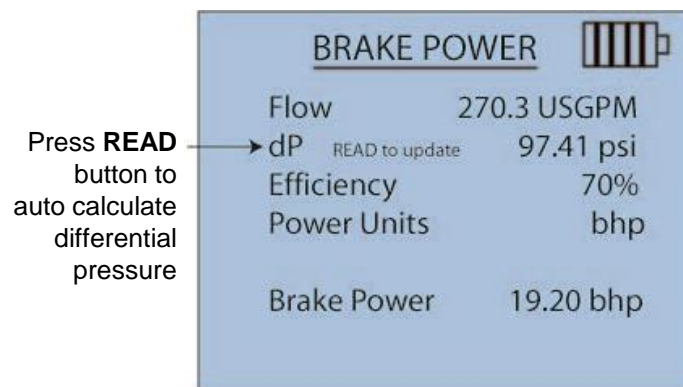 BRAKE POWER
Flow 270.3 USGPM
Press READ
button to
auto calculate
differential
pressure
dP READ to update 97.41 psi
Efficiency 70%
Power Units bhp
Brake Power 19.20 bhp